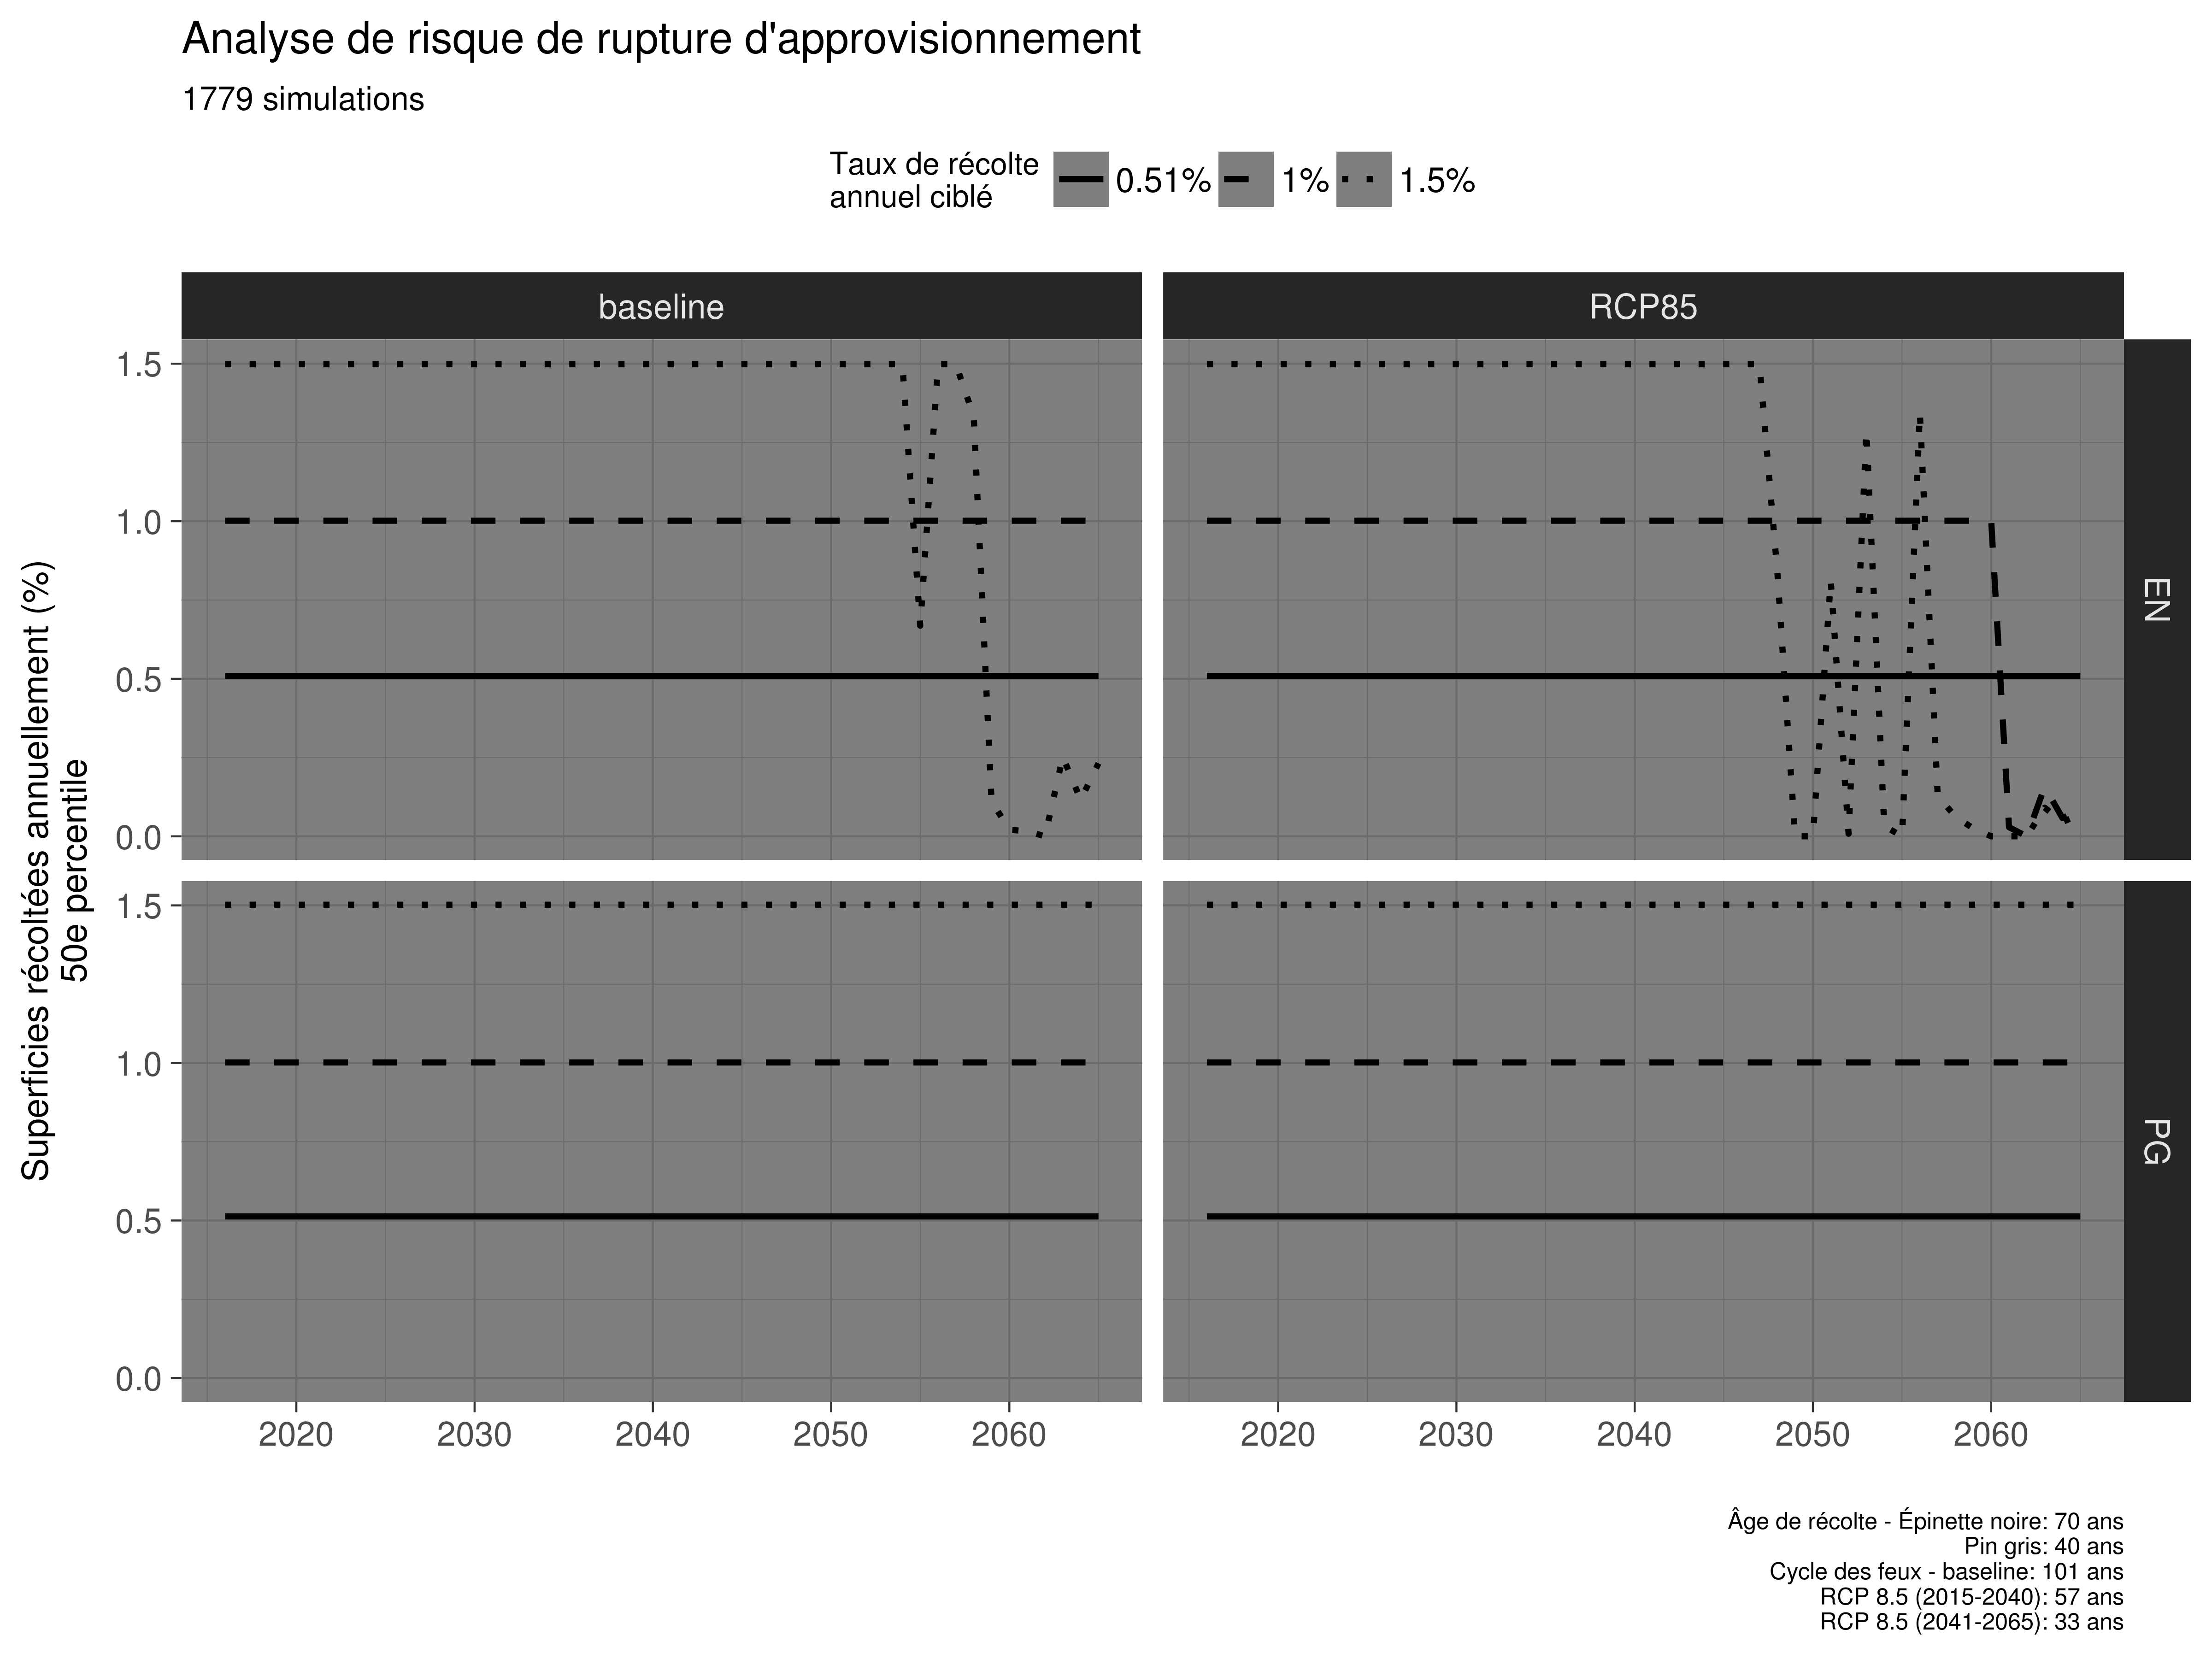 Analyse de risque de rupture d'approvisionnement
1779 simulations
Taux de récolte
annuel ciblé
0.51%
1%
1.5%
baseline
RCP85
Superficies récoltées annuellement (%)
50e percentile
1.5
1.0
0.5
0.0
EN
1.5
1.0
0.5
0.0
PG
2020
2030
2040
2050
2060
2020
2030
2040
2050
2060
Âge de récolte - Épinette noire: 70 ans
Pin gris: 40 ans
Cycle des feux - baseline: 101 ans
RCP 8.5 (2015-2040): 57 ans
RCP 8.5 (2041-2065): 33 ans